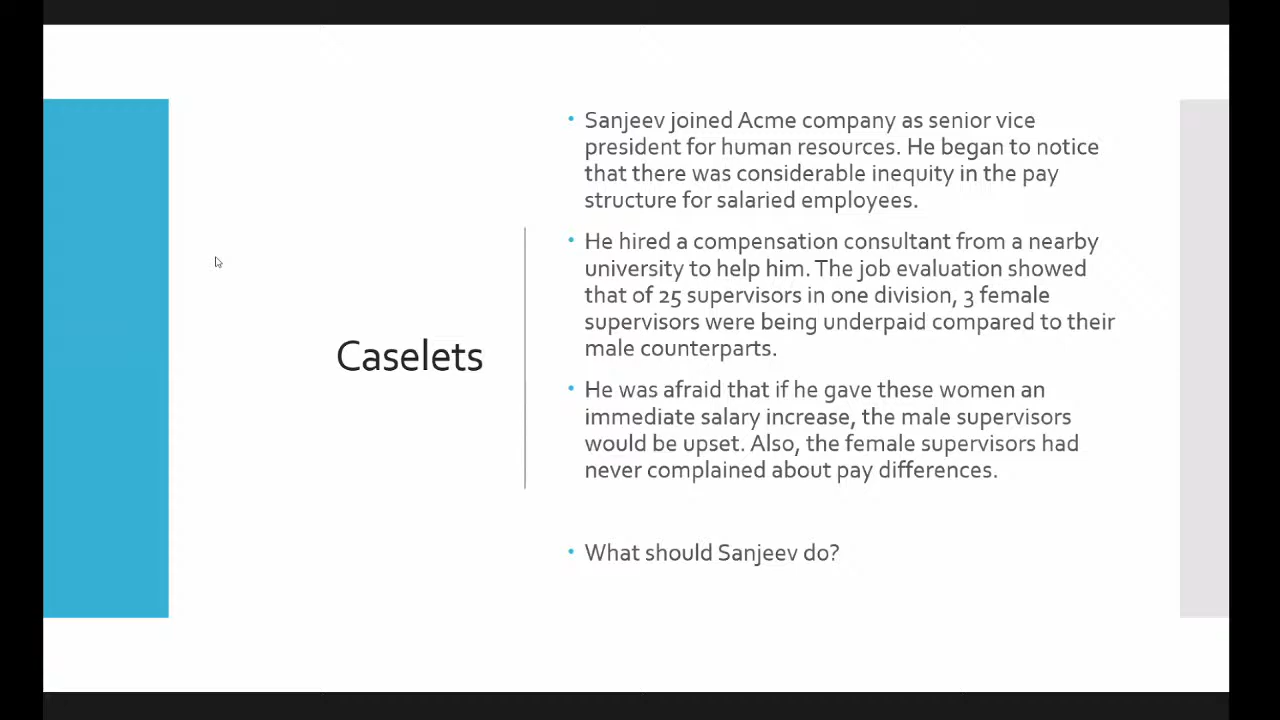 Caselets
• Sanjeev joined Acme company as senior vice
president for human resources. He began to notice
that there was considerable inequity in the pay
structure for salaried employees.
• He hired a compensation consultant from a nearby
university to help him. The job evaluation showed
that of 25 supervisors in one division, 3 female
supervisors were being underpaid compared to their
male counterparts.
• He was afraid that if he gave these women an
immediate salary increase, the male supervisors
would be upset. Also, the female supervisors had
never complained about pay differences.
• What should Sanjeev do?